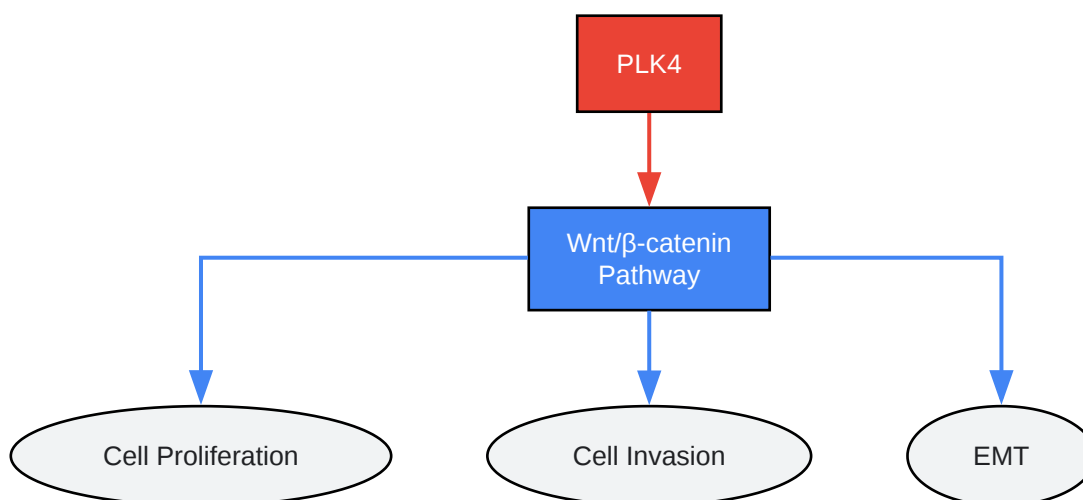 PLK4
Wnt/β-catenin
Pathway
Cell Proliferation
Cell Invasion
EMT